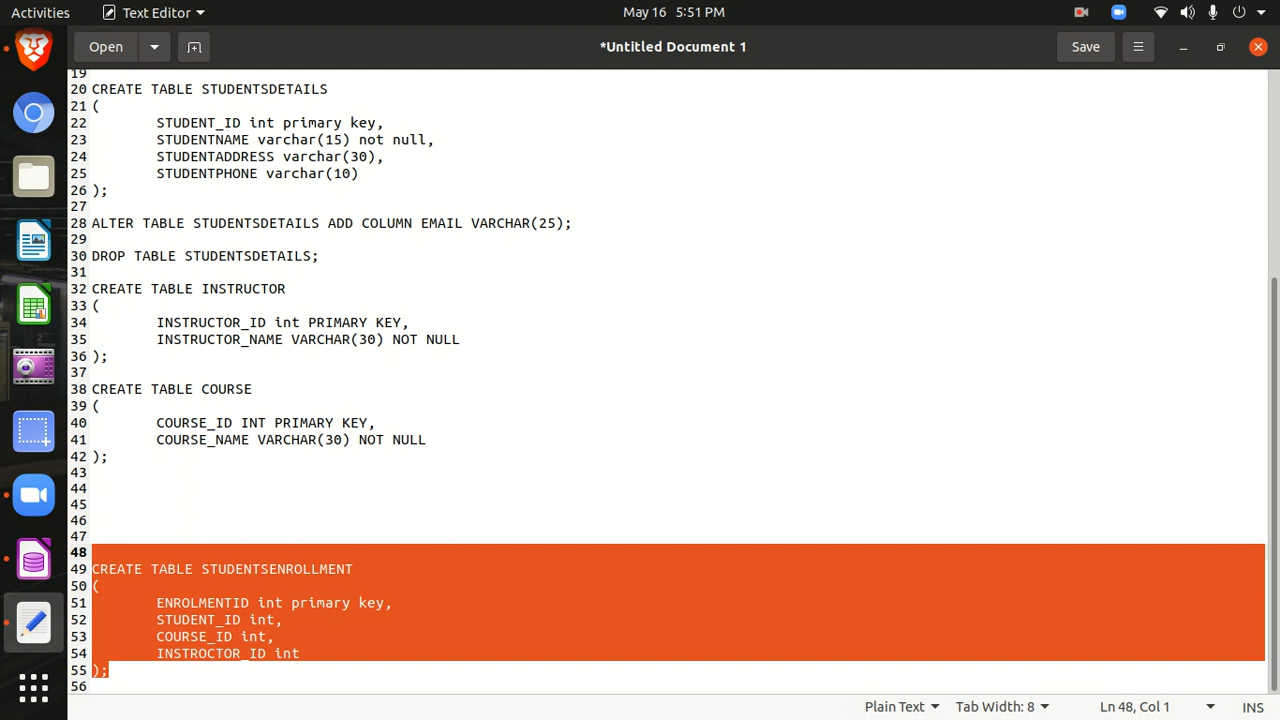 Activities Text Editor May 16 5:51 PM
Open *Untitled Document 1 Save
19
20 CREATE TABLE STUDENTSDETAILS
21 (
22 STUDENT_ID int primary key,
23 STUDENTNAME varchar(15) not null,
24 STUDENTADDRESS varchar(30),
25 STUDENTPHONE varchar(10)
26 );
27
28 ALTER TABLE STUDENTSDETAILS ADD COLUMN EMAIL VARCHAR(25);
29
30 DROP TABLE STUDENTSDETAILS;
31
32 CREATE TABLE INSTRUCTOR
33 (
34 INSTRUCTOR_ID int PRIMARY KEY,
35 INSTRUCTOR_NAME VARCHAR(30) NOT NULL
36 );
37
38 CREATE TABLE COURSE
39 (
40 COURSE_ID INT PRIMARY KEY,
41 COURSE_NAME VARCHAR(30) NOT NULL
42 );
43
44
45
46
47
48
49 CREATE TABLE STUDENTSENROLLMENT
50 (
51 ENROLMENTID int primary key,
52 STUDENT_ID int,
53 COURSE_ID int,
54 INSTROCTOR_ID int
55 );
56
Plain Text Tab Width: 8 Ln 48, Col 1 INS